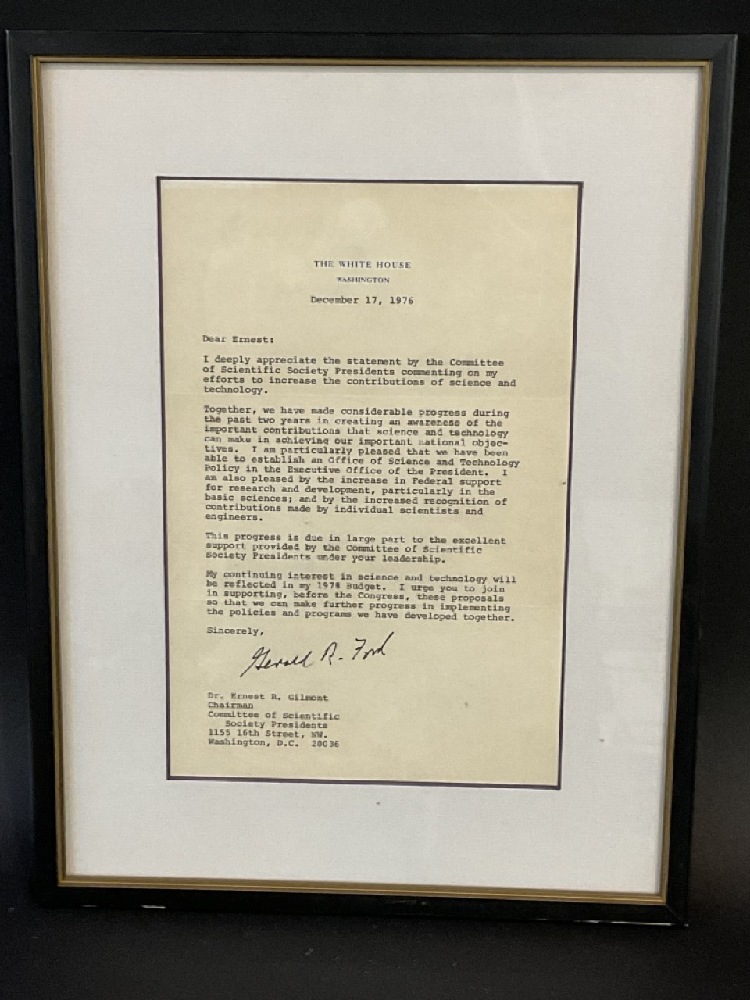 THE WHITE HOUSE
WASHINGTON
December 17, 1976
Dear Ernest:
I deeply appreciate the statement by the Committee
of Scientific Society Presidents commenting on my
efforts to increase the contributions of science and
technology.
Together, we have made considerable progress during
the past two years in creating an awareness of the
important contributions that science and technology
can make in achieving our important national objec-
tives. I am particularly pleased that we have been
able to establish an Office of Science and Technology
Policy in the Executive Office of the President. I
am also pleased by the increase in Federal support
for research and development, particularly in the
basic sciences; and by the increased recognition of
contributions made by individual scientists and
engineers.
This progress is due in large part to the excellent
support provided by the Committee of Scientific
Society Presidents under your leadership.
My continuing interest in science and technology will
be reflected in my 1978 Budget. I urge you to join
in supporting, before the Congress, these proposals
so that we can make further progress in implementing
the policies and programs we have developed together.
Sincerely,
Gerald R. Ford
Dr. Ernest R. Gilmont
Chairman
Committee of Scientific
Society Presidents
1155 16th Street, NW.
Washington, D.C. 20036